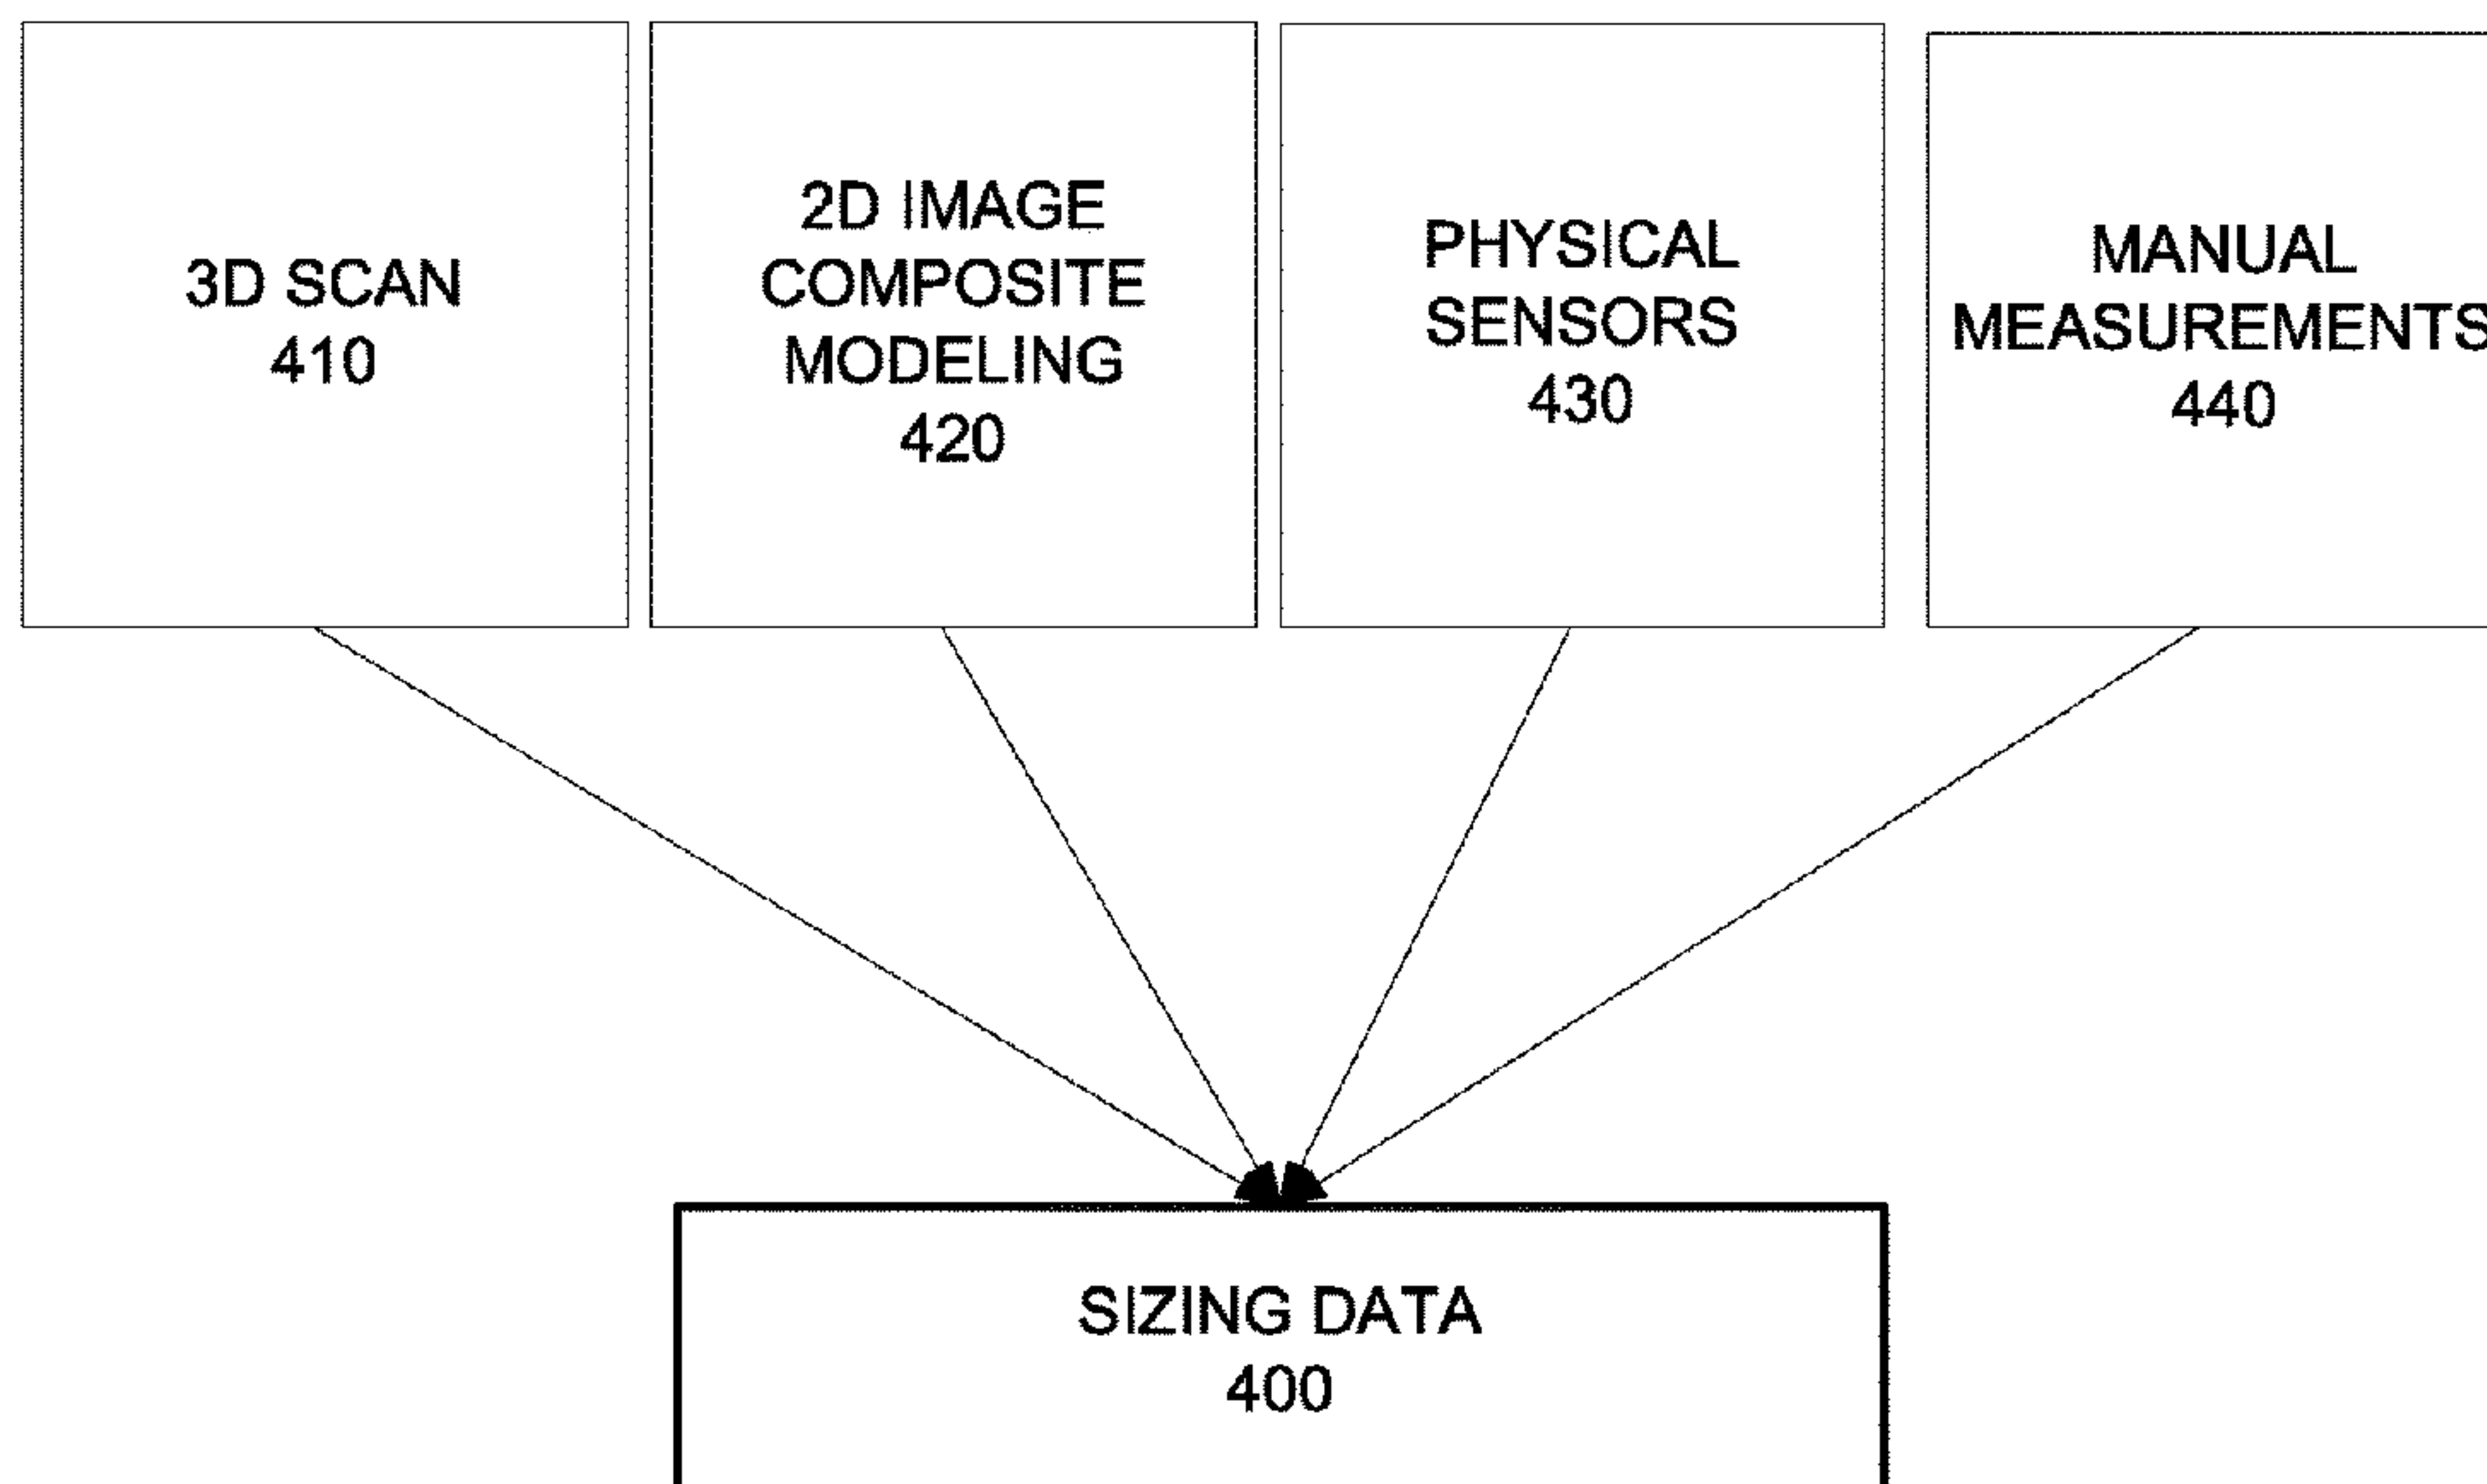 3D SCAN
410
2D IMAGE
COMPOSITE
MODELING
420
PHYSICAL
SENSORS
430
MANUAL
MEASUREMENTS
440
SIZING DATA
400